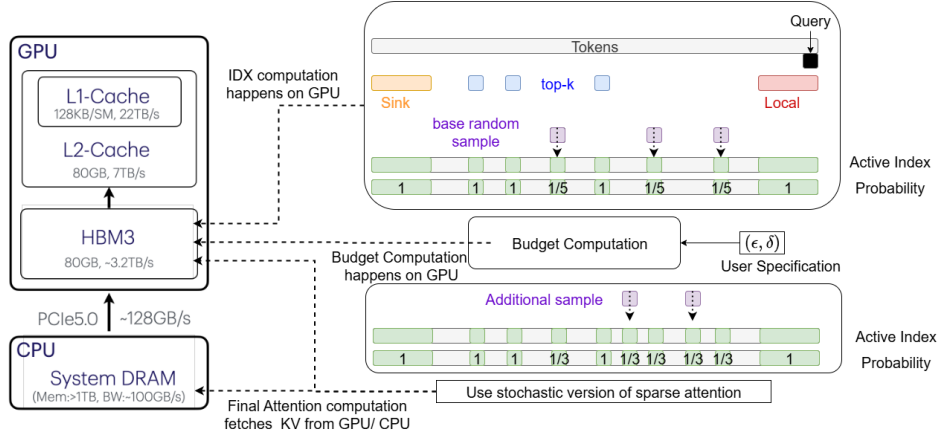 GPU
L1-Cache
128KB/SM, 22TB/s
L2-Cache
80GB, 7TB/s
HBM3
80GB, ~3.2TB/s
PCIe5.0 ~128GB/s
CPU
System DRAM
(Mem:>1TB, BW:~100GB/s)
IDX computation
happens on GPU
Budget Computation
happens on GPU
Final Attention computation
fetches KV from GPU/ CPU
Query
Tokens
Sink
top-k
Local
base random
sample
Active Index
1 1 1 1/5 1 1/5 1/5 1
Probability
Budget Computation
(ϵ, δ)
User Specification
Additional sample
Active Index
1 1 1 1/3 1 1/3 1/3 1/3 1/3 1
Probability
Use stochastic version of sparse attention